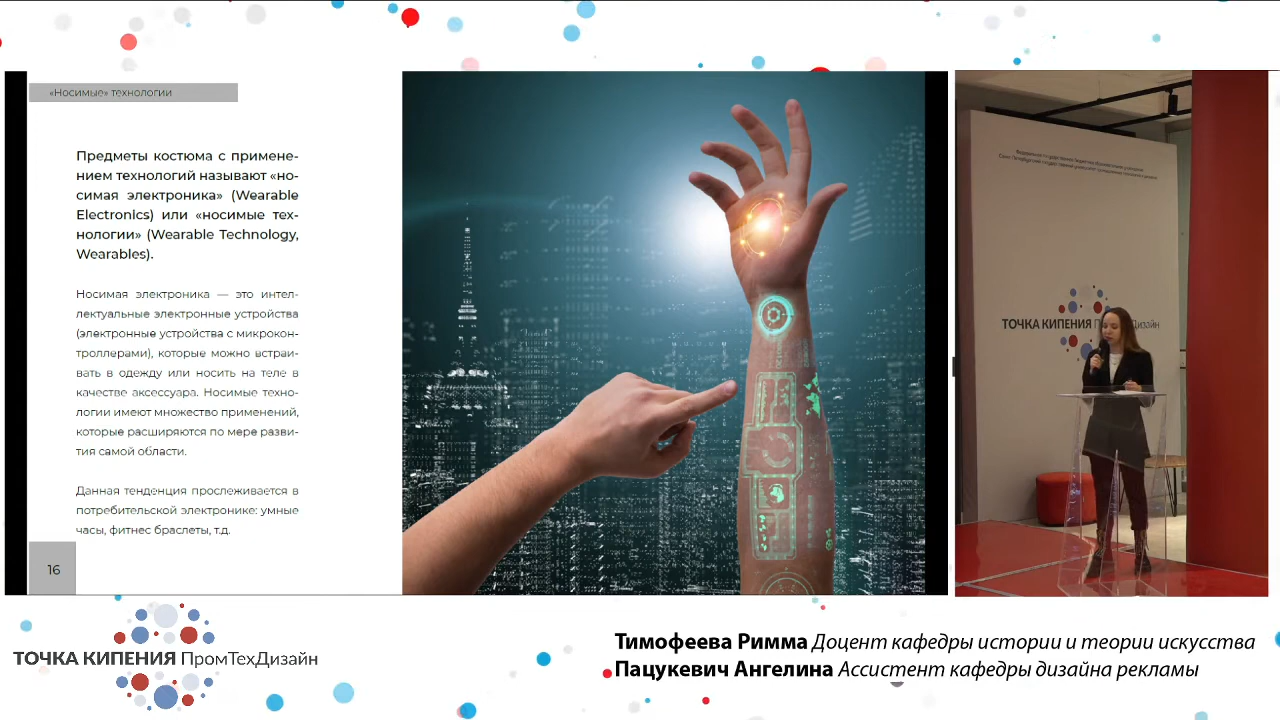 «Носимые» технологии
Предметы костюма с примене-
нием технологий называют «но-
симая электроника» (Wearable
Electronics) или «носимые тех-
нологии» (Wearable Technology,
Wearables).
Носимая электроника — это интел-
лектуальные электронные устройства
(электронные устройства с микрокон-
троллерами), которые можно встраи-
вать в одежду или носить на теле в
качестве аксессуара. Носимые техно-
логии имеют множество применений,
которые расширяются по мере разви-
тия самой области.
Данная тенденция прослеживается в
потребительской электронике: умные
часы, фитнес браслеты, т.д.
16
ТОЧКА КИПЕНИЯ ПромТехДизайн
ТОЧКА КИПЕНИЯ ПромТехДизайн
Тимофеева Римма Доцент кафедры истории и теории искусства
Пацукевич Ангелина Ассистент кафедры дизайна рекламы